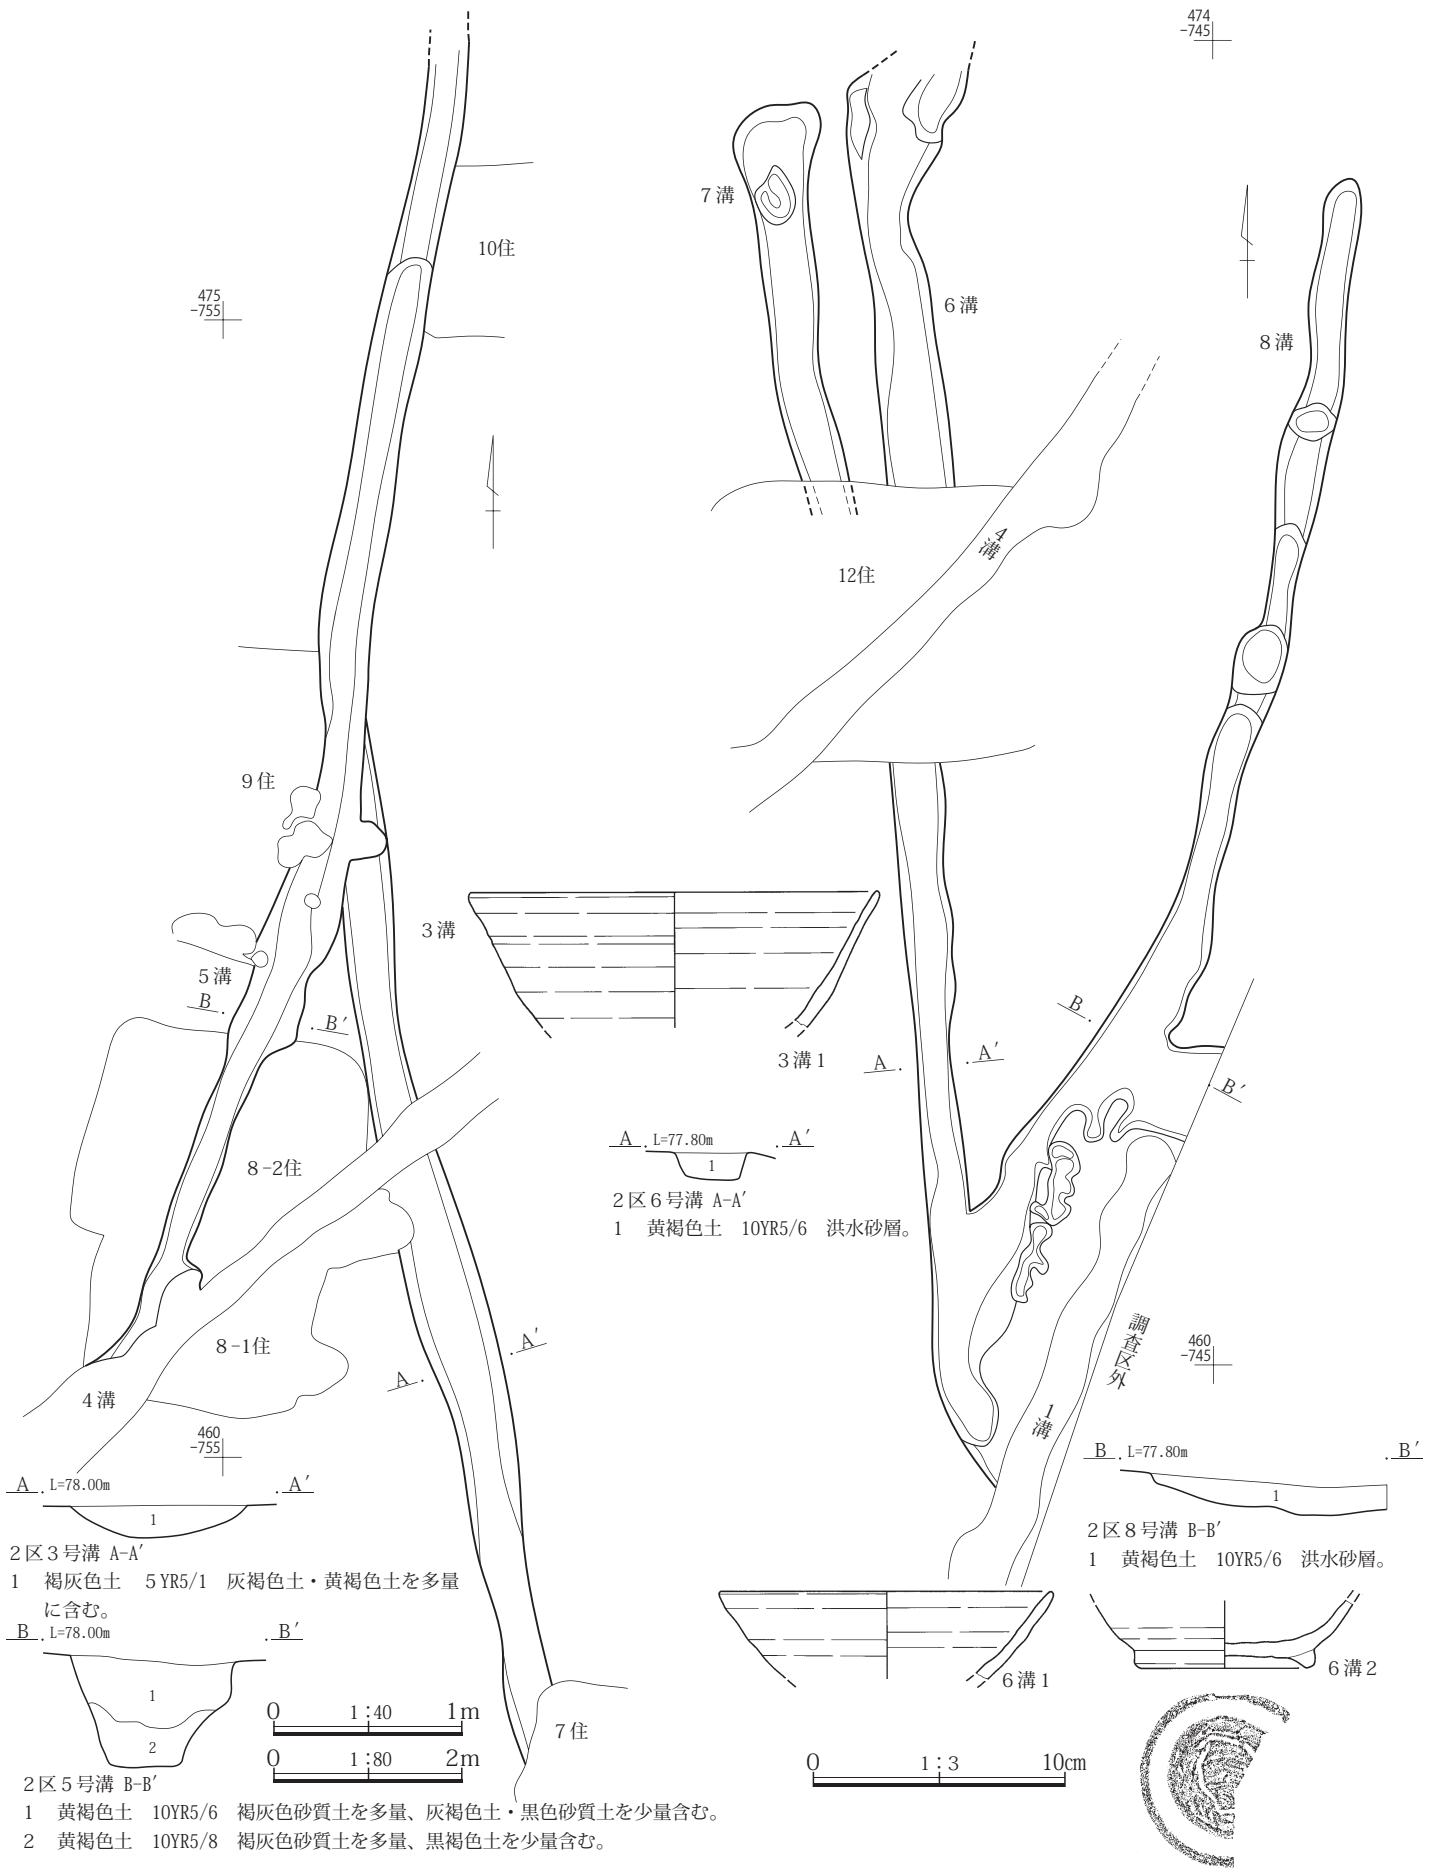 474
-745
7溝
10住
6溝
8溝
475
-755
4溝
12住
9住
3溝
5溝
B
B′
3溝1
A
A′
B
B′
A L=77.80m A′
1
2区6号溝 A-A′
1 黄褐色土 10YR5/6 洪水砂層。
8-2住
8-1住
A′
A
4溝
調査区外
460
-745
1溝
460
-755
A L=78.00m A′
1
2区3号溝 A-A′
1 褐灰色土 5YR5/1 灰褐色土・黄褐色土を多量
に含む。
B L=77.80m B′
1
2区8号溝 B-B′
1 黄褐色土 10YR5/6 洪水砂層。
B L=78.00m B′
1
2
6溝1
6溝2
7住
0 1:40 1m
0 1:80 2m
0 1:3 10cm
2区5号溝 B-B′
1 黄褐色土 10YR5/6 褐灰色砂質土を多量、灰褐色土・黒色砂質土を少量含む。
2 黄褐色土 10YR5/8 褐灰色砂質土を多量、黒褐色土を少量含む。